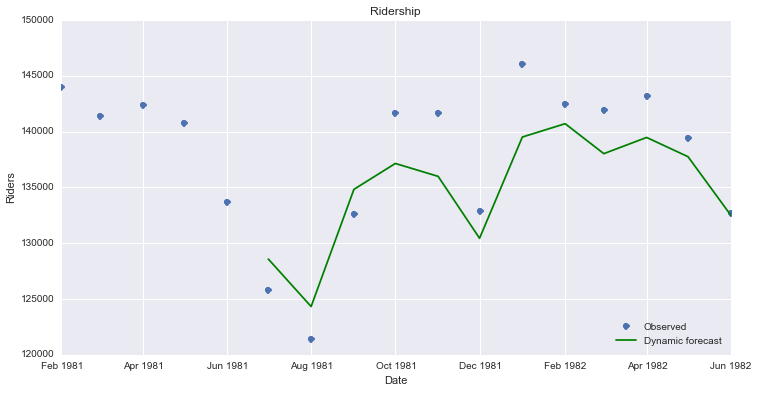 Ridership
150000
145000
140000
135000
130000
125000
120000
Riders
Feb 1981 Apr 1981 Jun 1981 Aug 1981 Oct 1981 Dec 1981 Feb 1982 Apr 1982 Jun 1982
Date
Observed
Dynamic forecast